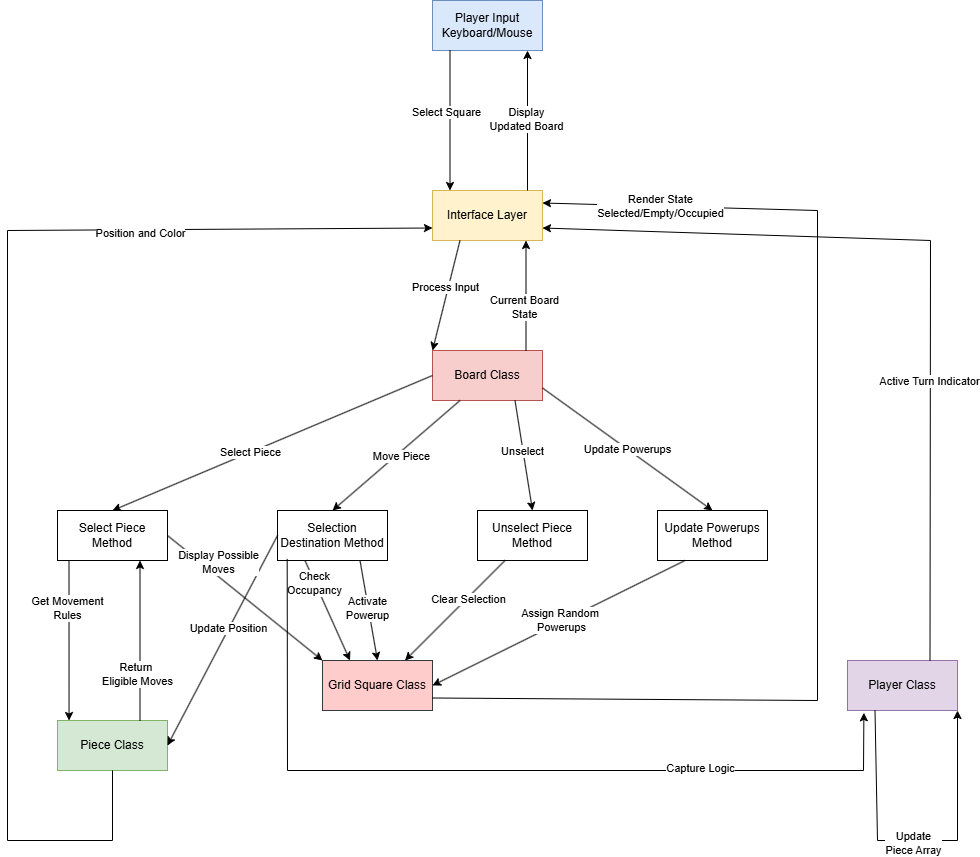 Player Input
Keyboard/Mouse
Select Square
Display
Updated Board
Render State
Selected/Empty/Occupied
Interface Layer
Position and Color
Process Input
Current Board
State
Board Class
Active Turn Indicator
Select Piece
Move Piece
Unselect
Update Powerups
Select Piece
Method
Selection
Destination Method
Unselect Piece
Method
Update Powerups
Method
Display Possible
Moves
Check
Occupancy
Get Movement
Rules
Activate
Powerup
Clear Selection
Assign Random
Powerups
Update Position
Return
Eligible Moves
Grid Square Class
Player Class
Piece Class
Capture Logic
Update
Piece Array